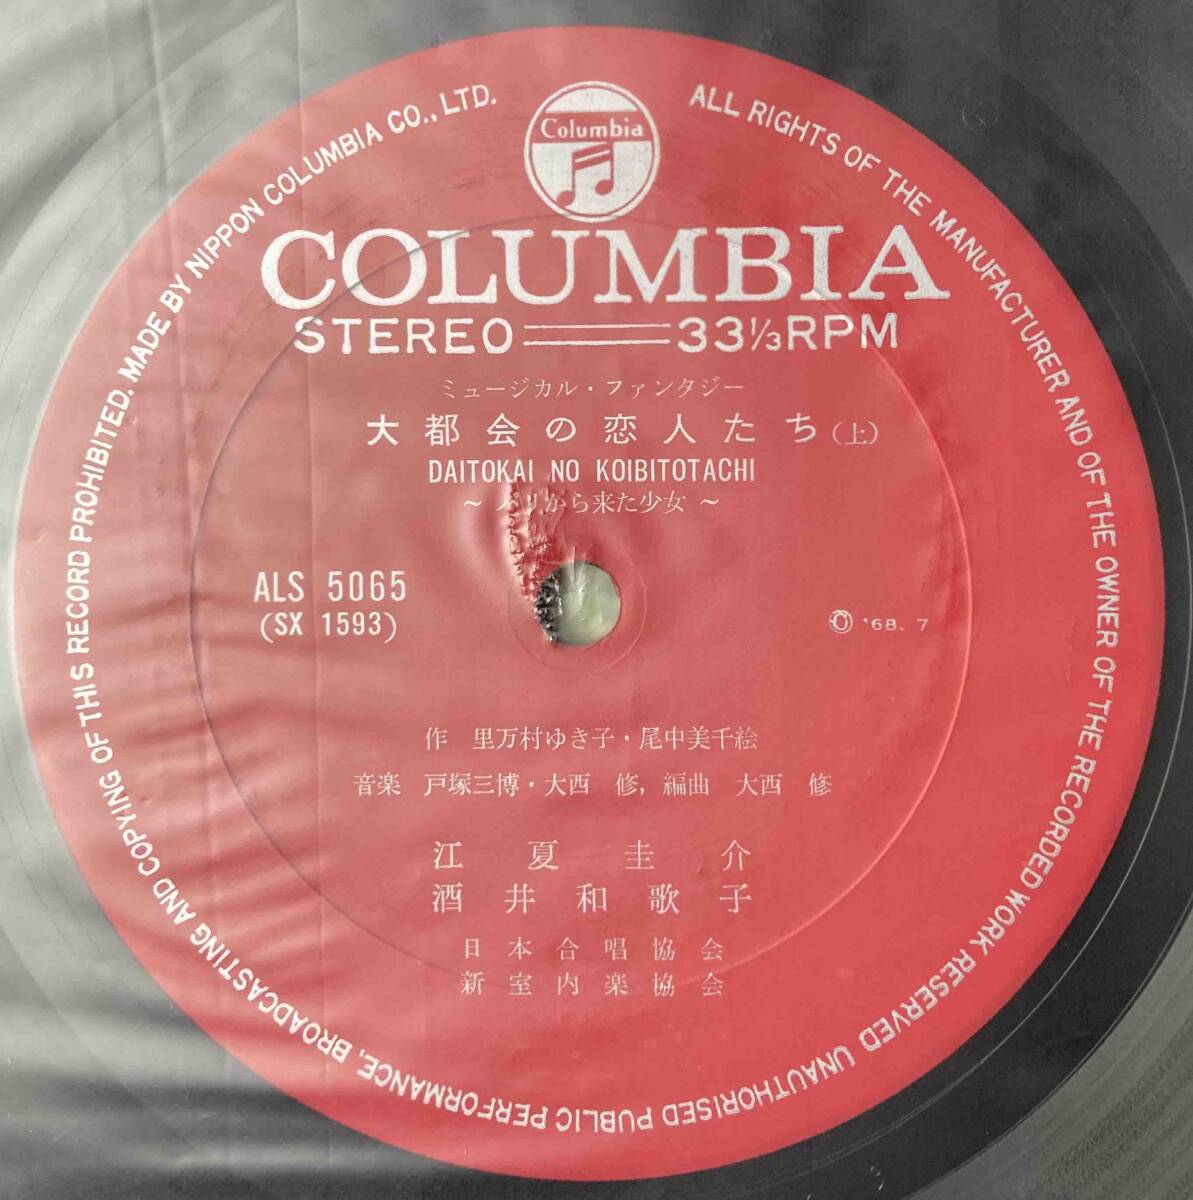 Columbia
COLUMBIA
STEREO 33⅓ RPM
ミュージカル・ファンタジー
大都会の恋人たち(上)
DAITOKAI NO KOIBITOTACHI
～パリから来た少女～
ALS 5065
(SX 1593)
'68. 7
作 里万村ゆき子・尾中美千絵
音楽 戸塚三博・大西 修, 編曲 大西 修
江夏圭介
酒井和歌子
日本合唱協会
新室内楽協会
ALL RIGHTS OF THE MANUFACTURER AND OF THE OWNER OF THE RECORDED WORK RESERVED UNAUTHORISED PUBLIC PERFORMANCE, BROADCASTING AND COPYING OF THIS RECORD PROHIBITED. MADE BY NIPPON COLUMBIA CO., LTD.